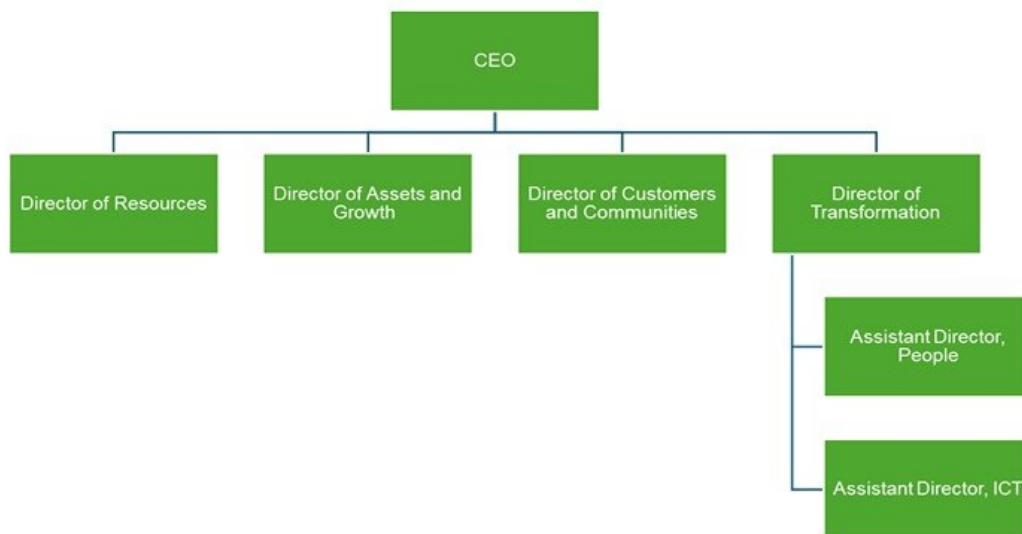 CEO
Director of Resources
Director of Assets and
Growth
Director of Customers
and Communities
Director of
Transformation
Assistant Director,
People
Assistant Director, ICT